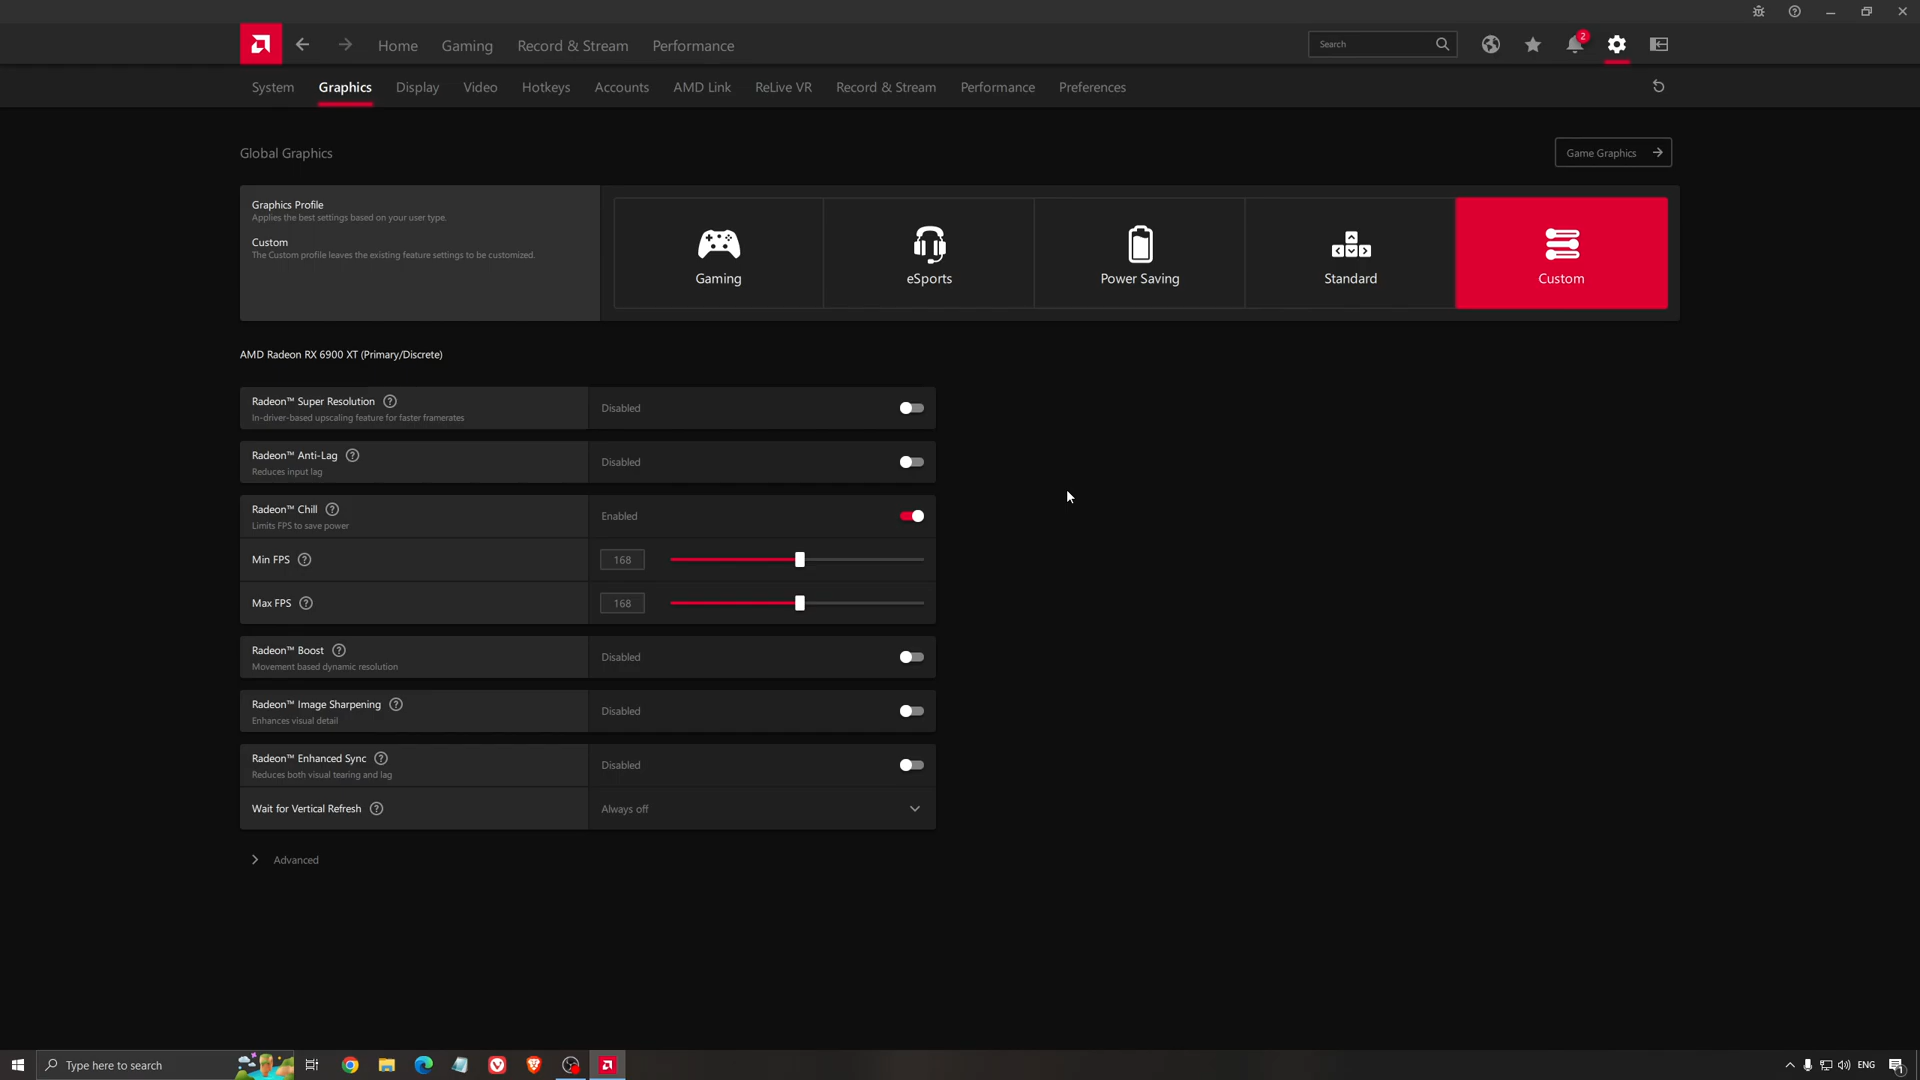 2
Home Gaming Record & Stream Performance Search
System Graphics Display Video Hotkeys Accounts AMD Link ReLive VR Record & Stream Performance Preferences
Global Graphics
Game Graphics
Graphics Profile
Applies the best settings based on your user type.
Custom
The Custom profile leaves the existing feature settings to be customized.
Gaming
eSports
Power Saving
Standard
Custom
AMD Radeon RX 6900 XT (Primary/Discrete)
Radeon™ Super Resolution ?
In-driver-based upscaling feature for faster framerates
Disabled
Radeon™ Anti-Lag ?
Reduces input lag
Disabled
Radeon™ Chill ?
Limits FPS to save power
Enabled
Min FPS ? 168
Max FPS ? 168
Radeon™ Boost ?
Movement based dynamic resolution
Disabled
Radeon™ Image Sharpening ?
Enhances visual detail
Disabled
Radeon™ Enhanced Sync ?
Reduces both visual tearing and lag
Disabled
Wait for Vertical Refresh ? Always off
Advanced
Type here to search ENG 1